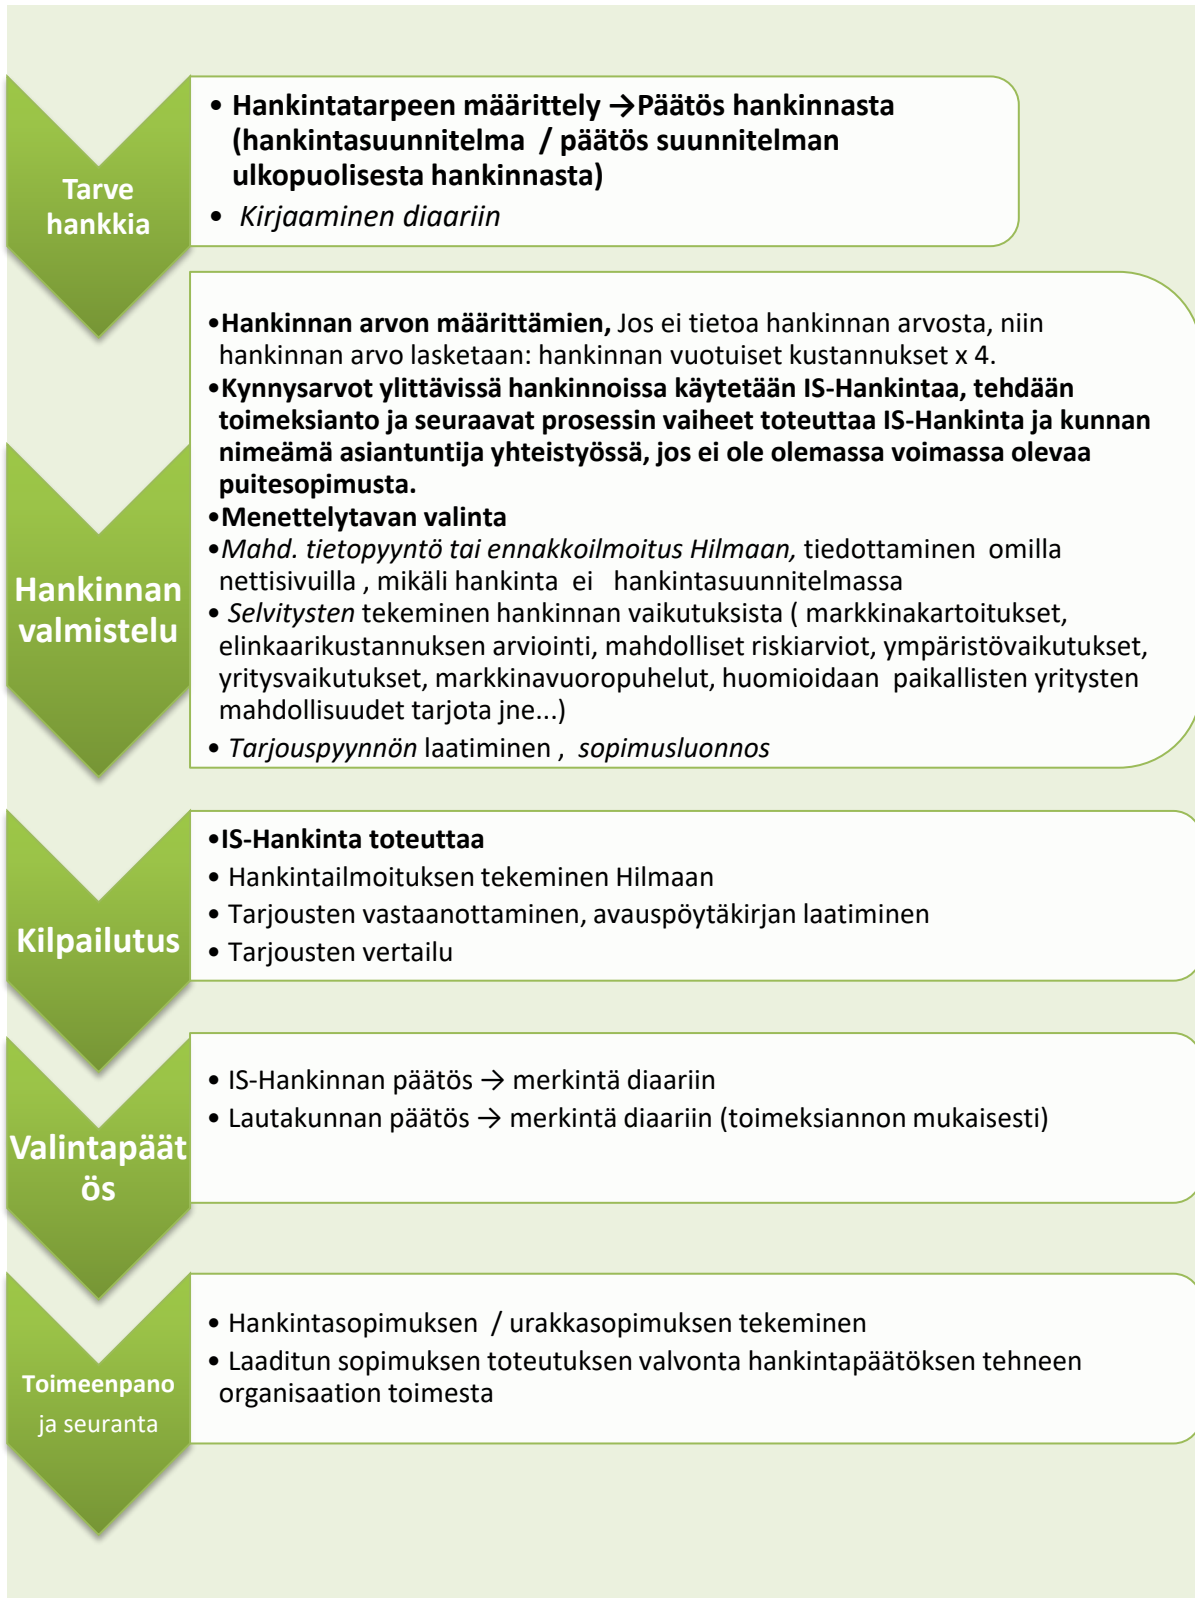 Tarve
hankkia
• Hankintatarpeen määrittely →Päätös hankinnasta
(hankintasuunnitelma / päätös suunnitelman
ulkopuolisesta hankinnasta)
• Kirjaaminen diaariin
Hankinnan
valmistelu
•Hankinnan arvon määrittämien, Jos ei tietoa hankinnan arvosta, niin
hankinnan arvo lasketaan: hankinnan vuotuiset kustannukset x 4.
•Kynnysarvot ylittävissä hankinnoissa käytetään IS-Hankintaa, tehdään
toimeksianto ja seuraavat prosessin vaiheet toteuttaa IS-Hankinta ja kunnan
nimeämä asiantuntija yhteistyössä, jos ei ole olemassa voimassa olevaa
puitesopimusta.
•Menettelytavan valinta
•Mahd. tietopyyntö tai ennakkoilmoitus Hilmaan, tiedottaminen omilla
nettisivuilla , mikäli hankinta ei hankintasuunnitelmassa
• Selvitysten tekeminen hankinnan vaikutuksista ( markkinakartoitukset,
elinkaarikustannuksen arviointi, mahdolliset riskiarviot, ympäristövaikutukset,
yritysvaikutukset, markkinavuoropuhelut, huomioidaan paikallisten yritysten
mahdollisuudet tarjota jne...)
• Tarjouspyynnön laatiminen , sopimusluonnos
Kilpailutus
•IS-Hankinta toteuttaa
• Hankintailmoituksen tekeminen Hilmaan
• Tarjousten vastaanottaminen, avauspöytäkirjan laatiminen
• Tarjousten vertailu
Valintapäät
ös
• IS-Hankinnan päätös → merkintä diaariin
• Lautakunnan päätös → merkintä diaariin (toimeksiannon mukaisesti)
Toimeenpano
ja seuranta
• Hankintasopimuksen / urakkasopimuksen tekeminen
• Laaditun sopimuksen toteutuksen valvonta hankintapäätöksen tehneen
organisaation toimesta